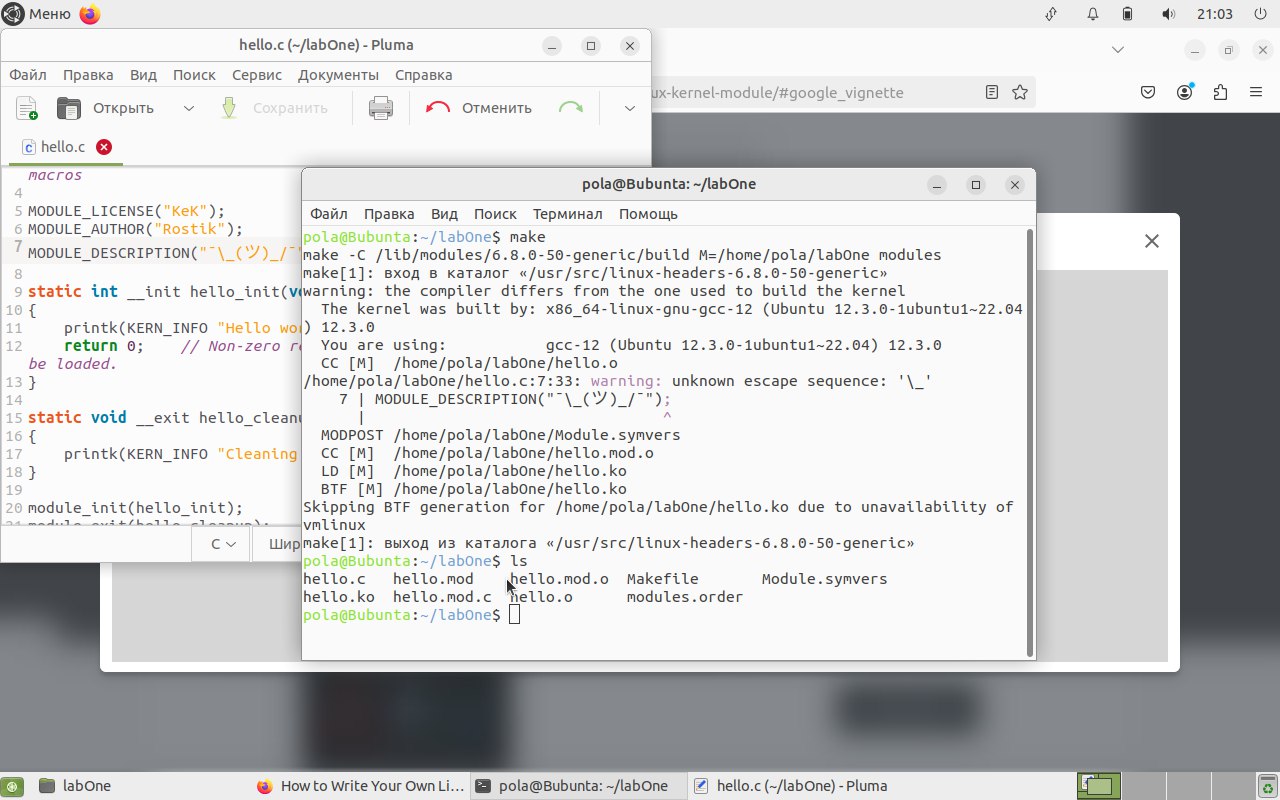 Меню
21:03
hello.c (~/labOne) - Pluma
Файл Правка Вид Поиск Сервис Документы Справка
Открыть Сохранить Отменить
ux-kernel-module/#google_vignette
hello.c
macros
4
5 MODULE_LICENSE("KeK");
6 MODULE_AUTHOR("Rostik");
7 MODULE_DESCRIPTION("¯\_(ツ)_/¯"
8
9 static int __init hello_init(vo
10 {
11 printk(KERN_INFO "Hello wor
12 return 0; // Non-zero re
be loaded.
13 }
14
15 static void __exit hello_cleanu
16 {
17 printk(KERN_INFO "Cleaning
18 }
19
20 module_init(hello_init);
21 module_exit(hello_cleanup);
C Шир
pola@Bubunta: ~/labOne
Файл Правка Вид Поиск Терминал Помощь
pola@Bubunta:~/labOne$ make
make -C /lib/modules/6.8.0-50-generic/build M=/home/pola/labOne modules
make[1]: вход в каталог «/usr/src/linux-headers-6.8.0-50-generic»
warning: the compiler differs from the one used to build the kernel
The kernel was built by: x86_64-linux-gnu-gcc-12 (Ubuntu 12.3.0-1ubuntu1~22.04
) 12.3.0
You are using: gcc-12 (Ubuntu 12.3.0-1ubuntu1~22.04) 12.3.0
CC [M] /home/pola/labOne/hello.o
/home/pola/labOne/hello.c:7:33: warning: unknown escape sequence: '\_'
7 | MODULE_DESCRIPTION("¯\_(ツ)_/¯");
| ^
MODPOST /home/pola/labOne/Module.symvers
CC [M] /home/pola/labOne/hello.mod.o
LD [M] /home/pola/labOne/hello.ko
BTF [M] /home/pola/labOne/hello.ko
Skipping BTF generation for /home/pola/labOne/hello.ko due to unavailability of
vmlinux
make[1]: выход из каталога «/usr/src/linux-headers-6.8.0-50-generic»
pola@Bubunta:~/labOne$ ls
hello.c hello.mod hello.mod.o Makefile Module.symvers
hello.ko hello.mod.c hello.o modules.order
pola@Bubunta:~/labOne$
labOne How to Write Your Own Li... pola@Bubunta: ~/labOne hello.c (~/labOne) - Pluma